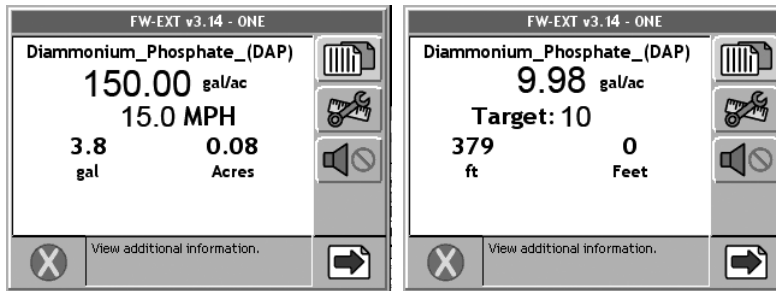 FW-EXT v3.14 - ONE
Diammonium_Phosphate_(DAP)
150.00 gal/ac
15.0 MPH
3.8 0.08
gal Acres
View additional information.
FW-EXT v3.14 - ONE
Diammonium_Phosphate_(DAP)
9.98 gal/ac
Target: 10
379 0
ft Feet
View additional information.